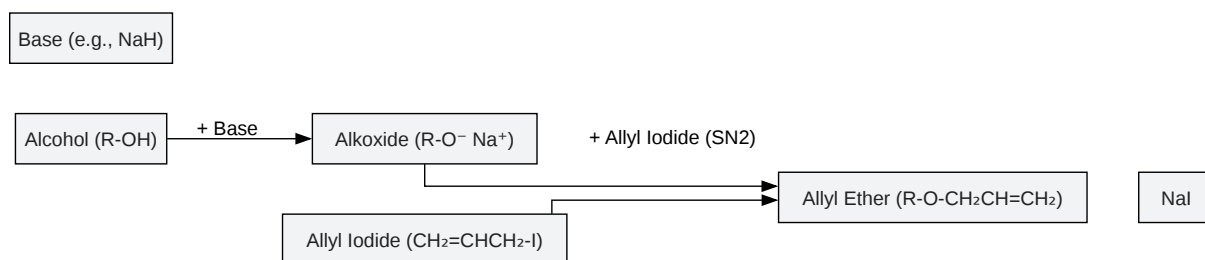 Base (e.g., NaH)
Alcohol (R-OH)
+ Base
Alkoxide (R-O⁻ Na⁺)
+ Allyl Iodide (SN2)
Allyl Ether (R-O-CH₂CH=CH₂)
NaI
Allyl Iodide (CH₂=CHCH₂-I)